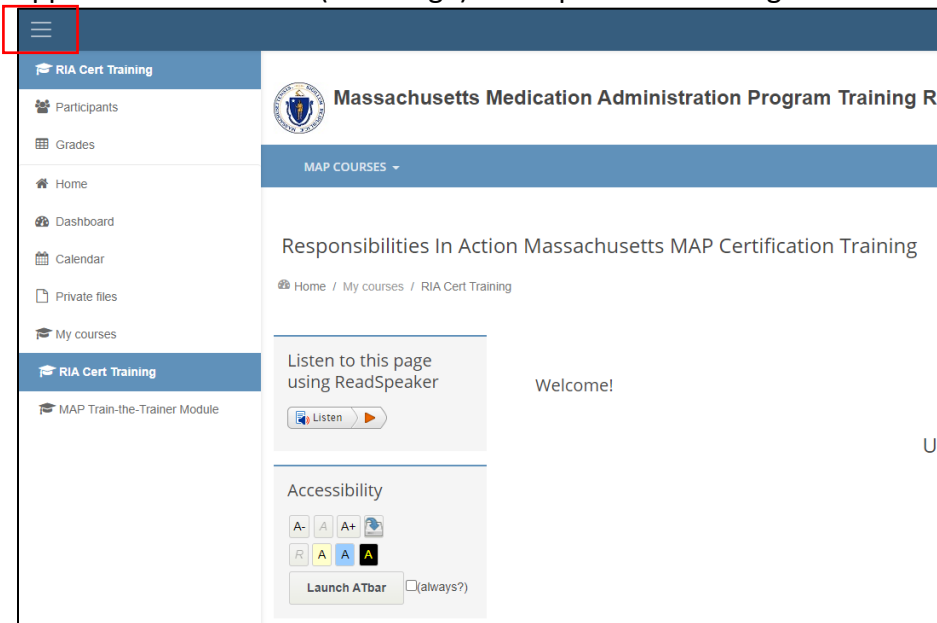 RIA Cert Training
Participants
Grades
Home
Dashboard
Calendar
Private files
My courses
RIA Cert Training
MAP Train-the-Trainer Module
Massachusetts Medication Administration Program Training R
MAP COURSES
Responsibilities In Action Massachusetts MAP Certification Training
Home / My courses / RIA Cert Training
Listen to this page
using ReadSpeaker
Listen
Welcome!
U
Accessibility
A- A A+
R A A A
Launch ATbar (always?)